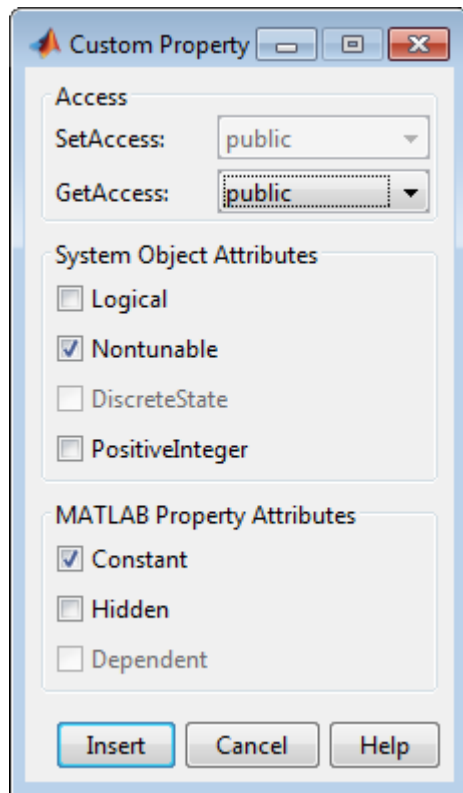 Custom Property
Access
SetAccess: public
GetAccess: public
System Object Attributes
Logical
Nontunable
DiscreteState
PositiveInteger
MATLAB Property Attributes
Constant
Hidden
Dependent
Insert Cancel Help